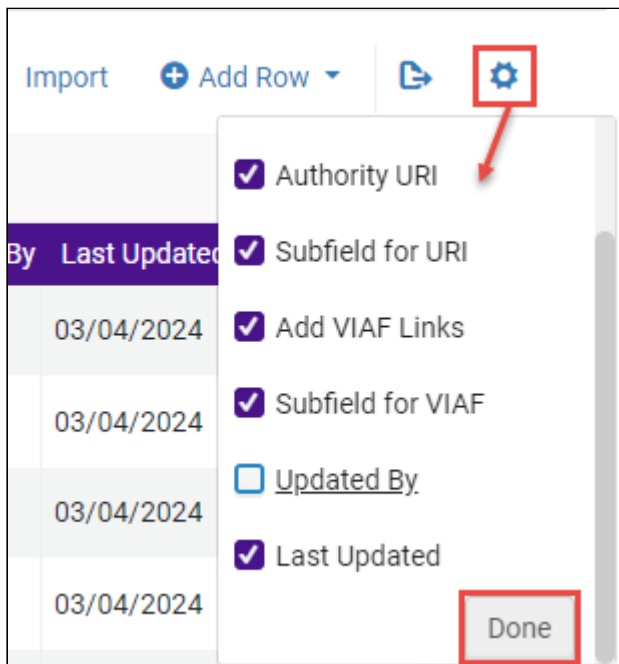 Import
Add Row
Authority URI
By
Last Updated
Subfield for URI
03/04/2024
Add VIAF Links
03/04/2024
Subfield for VIAF
03/04/2024
Updated By
03/04/2024
Last Updated
Done